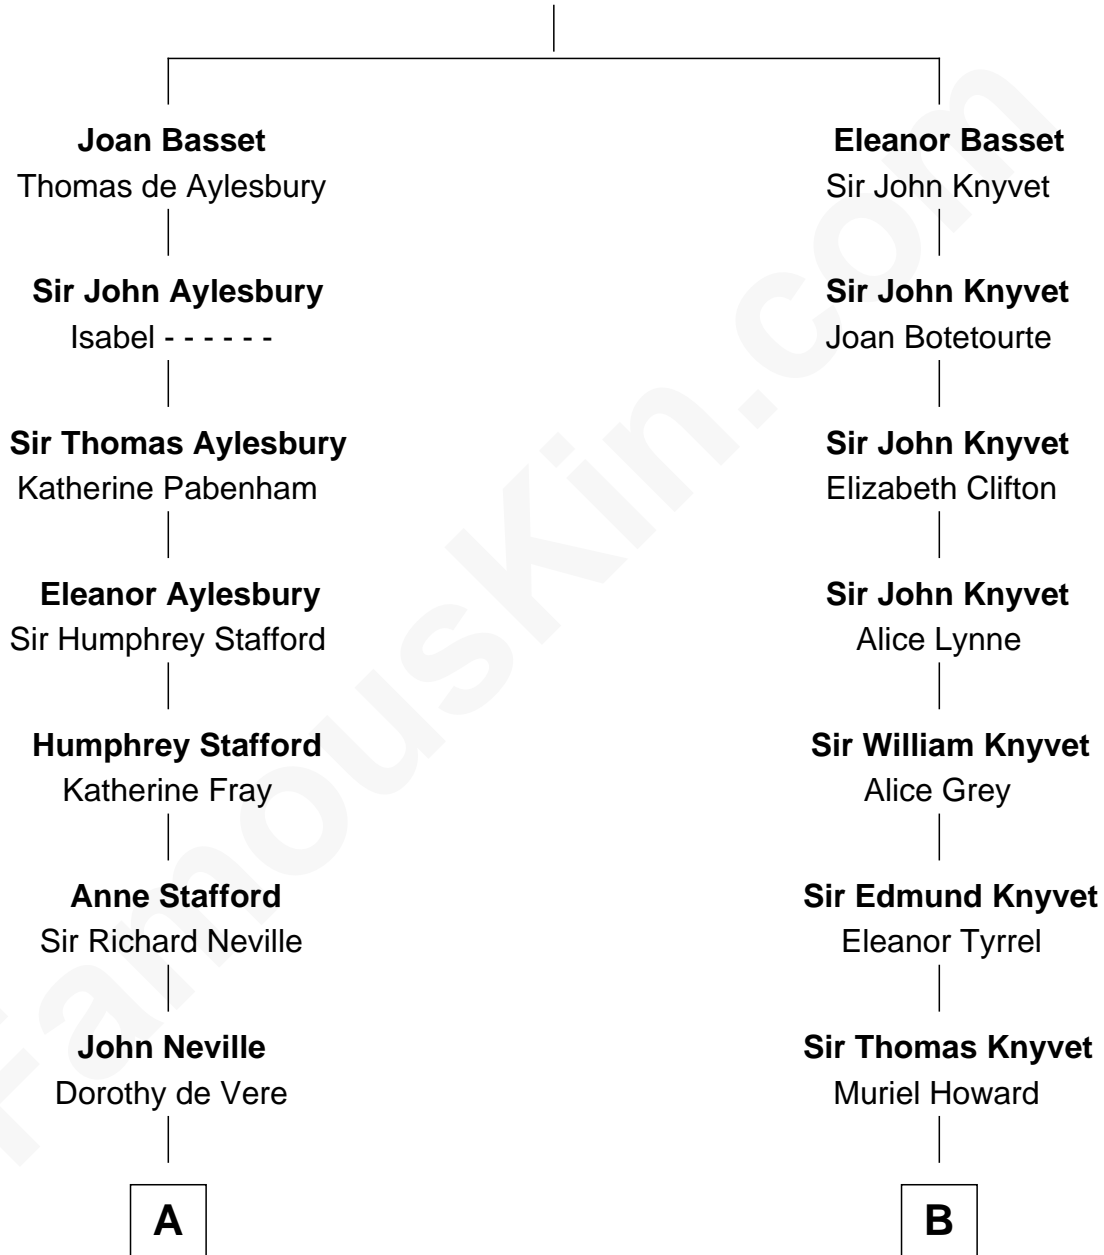 Joan Basset
Thomas de Aylesbury
Sir John Aylesbury
Isabel - - - - - -
Sir Thomas Aylesbury
Katherine Pabenham
Eleanor Aylesbury
Sir Humphrey Stafford
Humphrey Stafford
Katherine Fray
Anne Stafford
Sir Richard Neville
John Neville
Dorothy de Vere
A
Eleanor Basset
Sir John Knyvet
Sir John Knyvet
Joan Botetourte
Sir John Knyvet
Elizabeth Clifton
Sir John Knyvet
Alice Lynne
Sir William Knyvet
Alice Grey
Sir Edmund Knyvet
Eleanor Tyrrel
Sir Thomas Knyvet
Muriel Howard
B
FamousKin.com